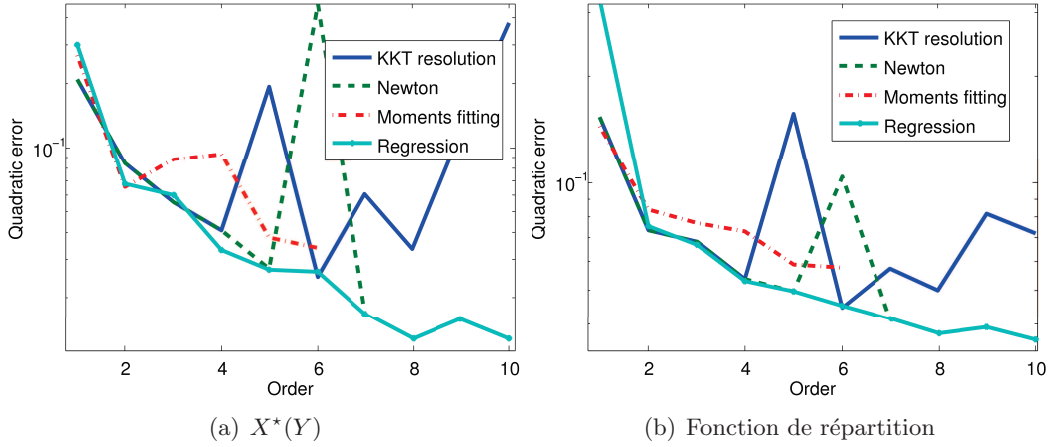 KKT resolution
Newton
Moments fitting
Regression
Quadratic error
10⁻¹
2
4
6
8
10
Order
(a) X⋆(Y)
KKT resolution
Newton
Moments fitting
Regression
Quadratic error
10⁻¹
2
4
6
8
10
Order
(b) Fonction de répartition